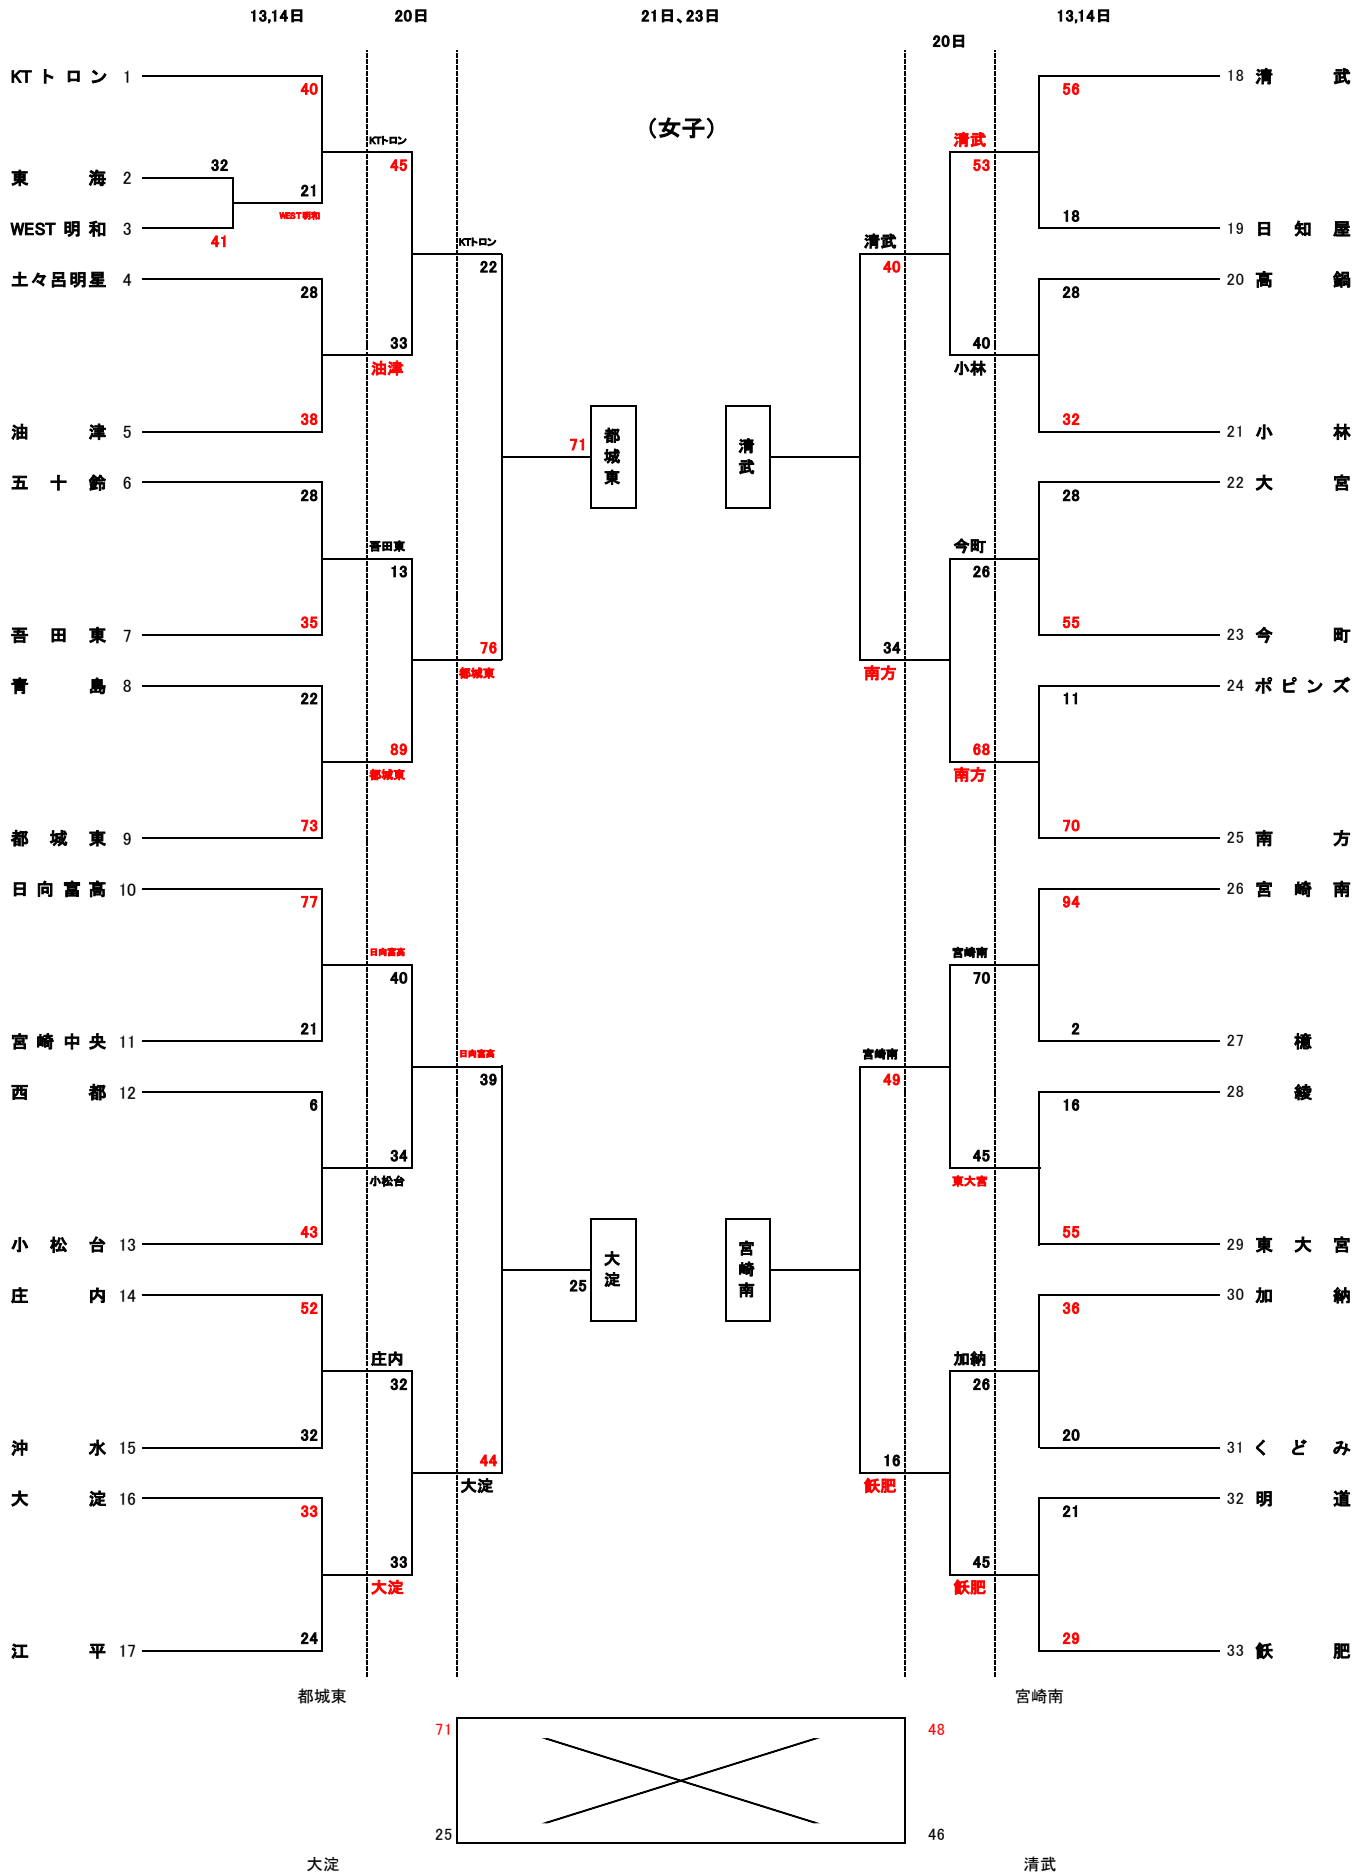 13,14日 20日 21日、23日 13,14日
20日
（女子）
KTトロン 1
40
東海 2
32
21
WEST明和
WEST明和 3
41
KTトロン
45
土々呂明星 4
28
33
油津
38
油津 5
KTトロン
22
五十鈴 6
28
吾田東
13
35
吾田東 7
青島 8
22
89
都城東
73
都城東 9
76
都城東
71
都城東
日向富高 10
77
日向富高
40
21
宮崎中央 11
西都 12
6
34
小松台
43
小松台 13
日向富高
39
庄内 14
52
庄内
32
32
沖水 15
大淀 16
33
33
大淀
24
江平 17
44
大淀
25
大淀
18 清武
56
清武
53
18
19 日知屋
20 高鍋
28
40
小林
32
21 小林
清武
40
22 大宮
28
今町
26
55
23 今町
24 ポピンズ
11
68
南方
70
25 南方
34
南方
清武
26 宮崎南
94
宮崎南
70
2
27 檍
28 綾
16
45
東大宮
55
29 東大宮
宮崎南
49
30 加納
36
加納
26
20
31 くどみ
32 明道
21
45
飫肥
29
33 飫肥
16
飫肥
宮崎南
都城東 宮崎南
71 48
25 46
大淀 清武